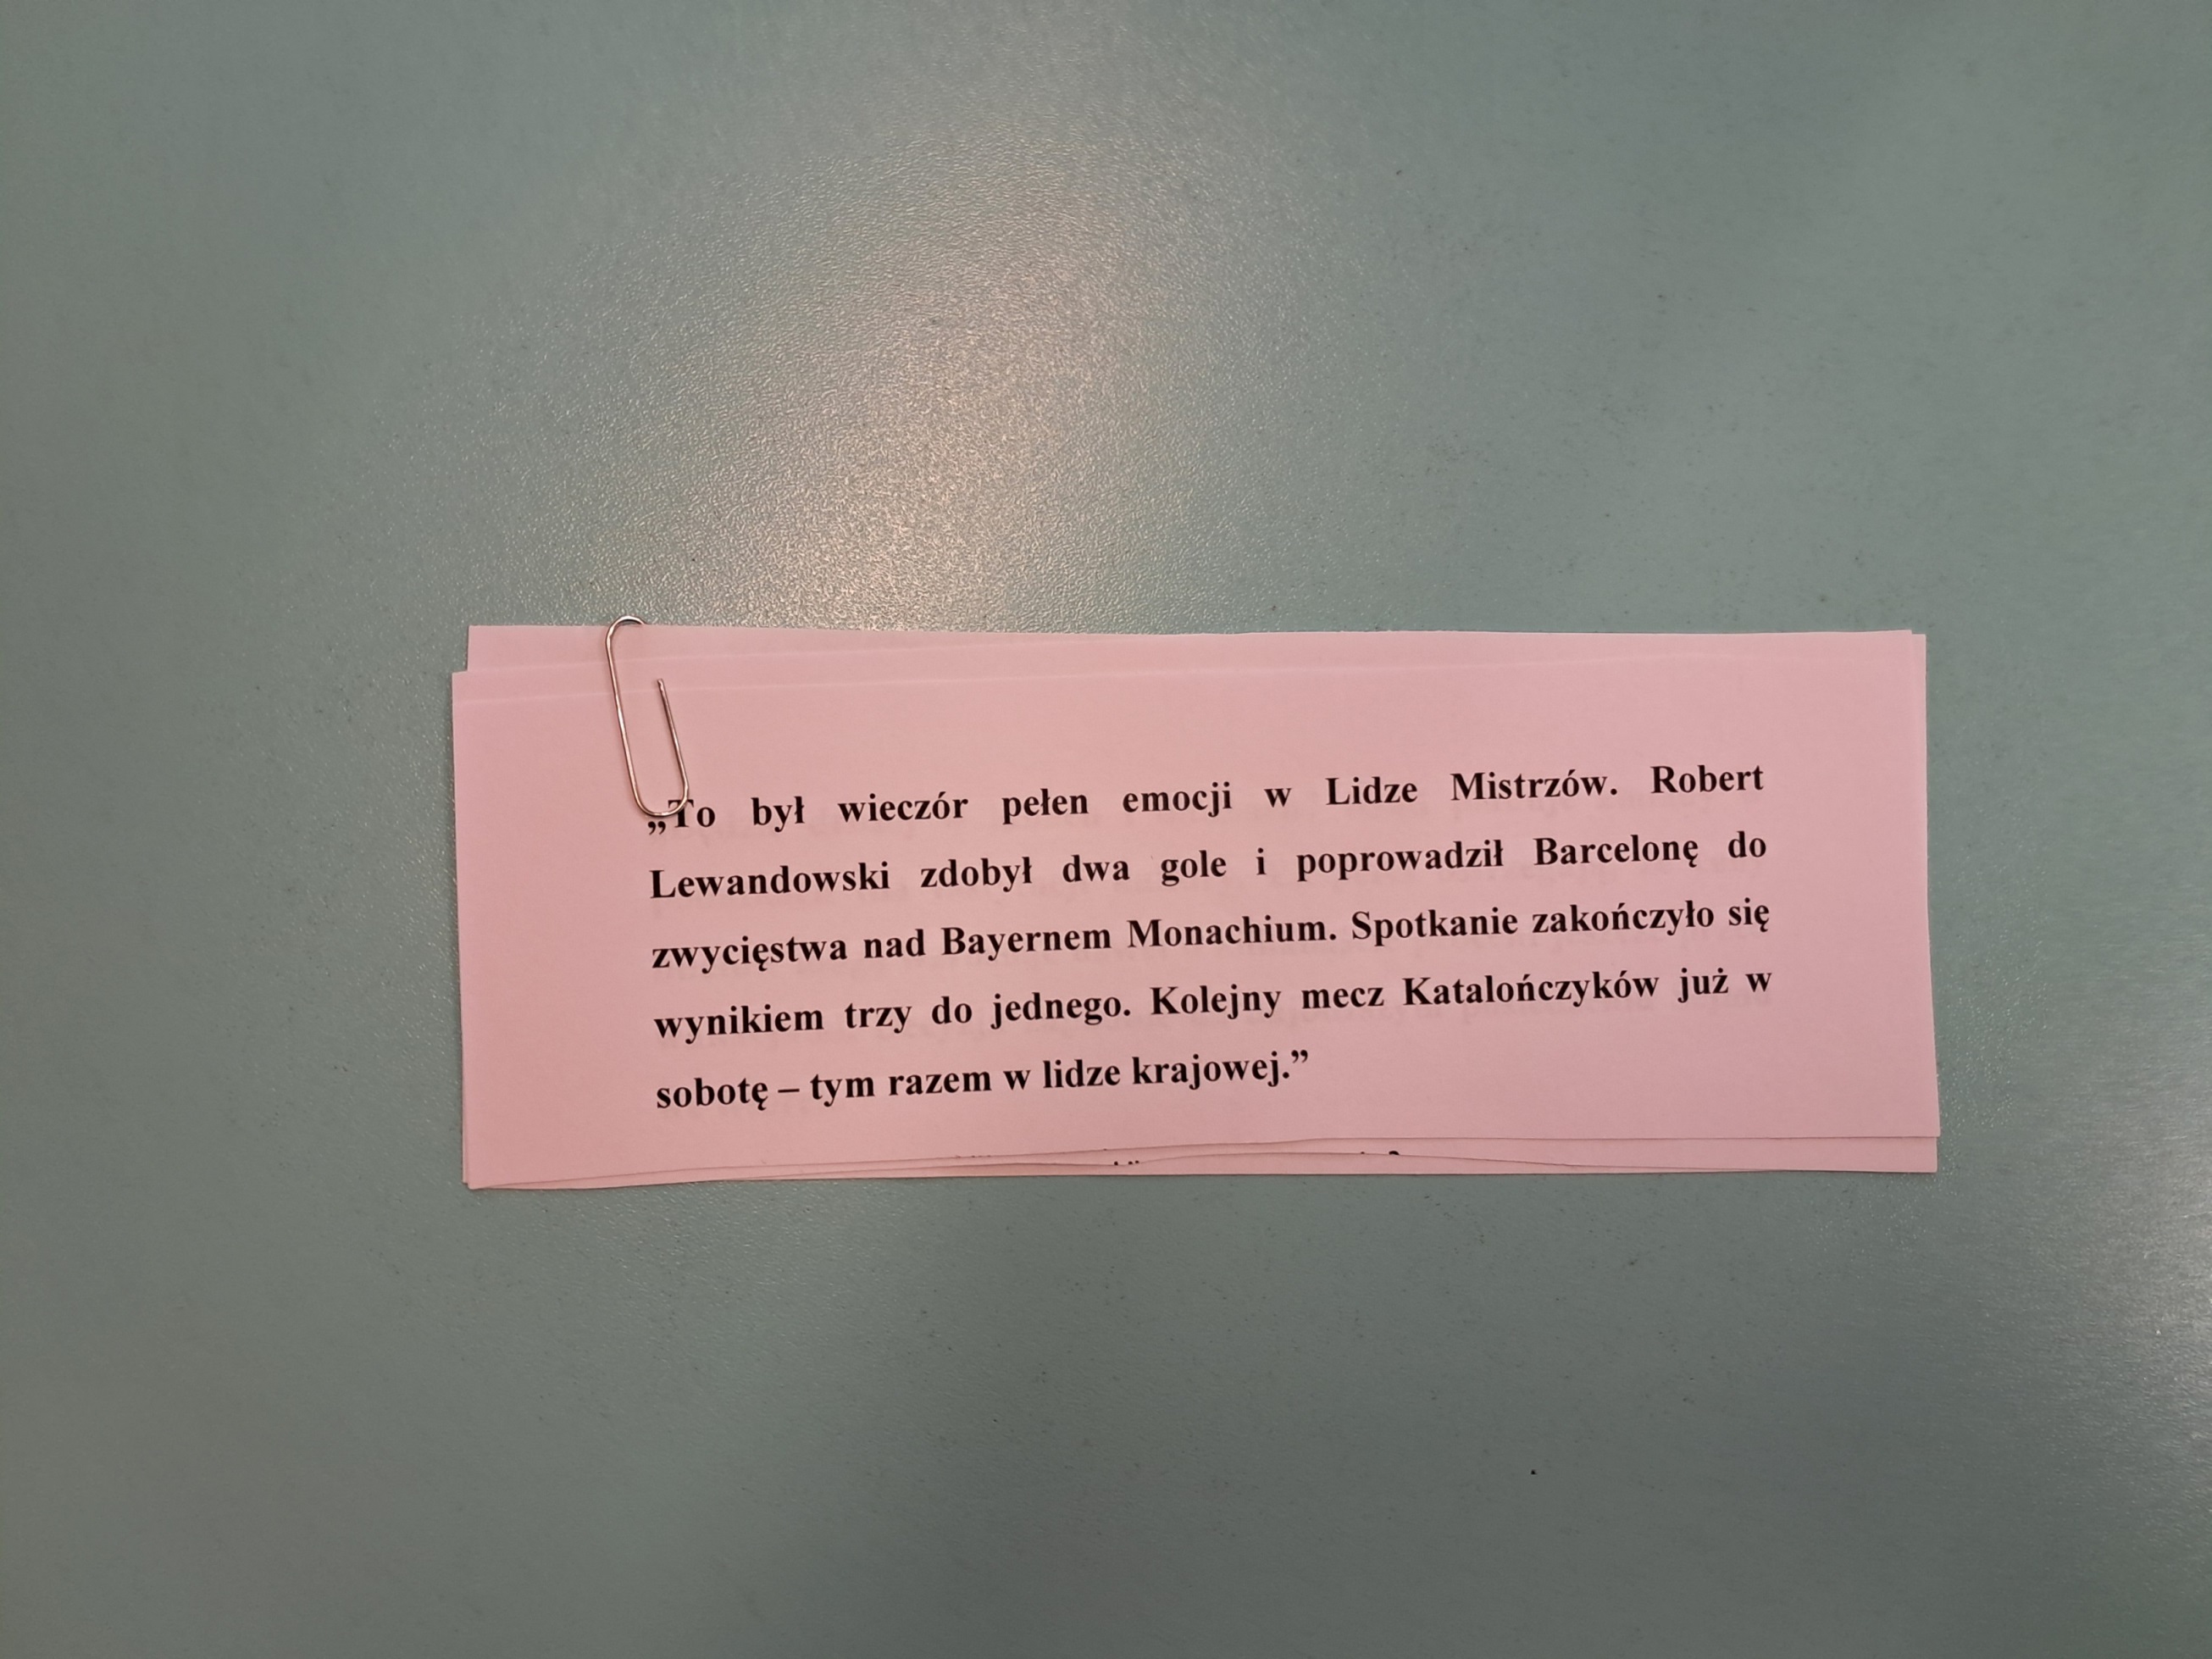 „To był wieczór pełen emocji w Lidze Mistrzów. Robert
Lewandowski zdobył dwa gole i poprowadził Barcelonę do
zwycięstwa nad Bayernem Monachium. Spotkanie zakończyło się
wynikiem trzy do jednego. Kolejny mecz Katalończyków już w
sobotę – tym razem w lidze krajowej.”